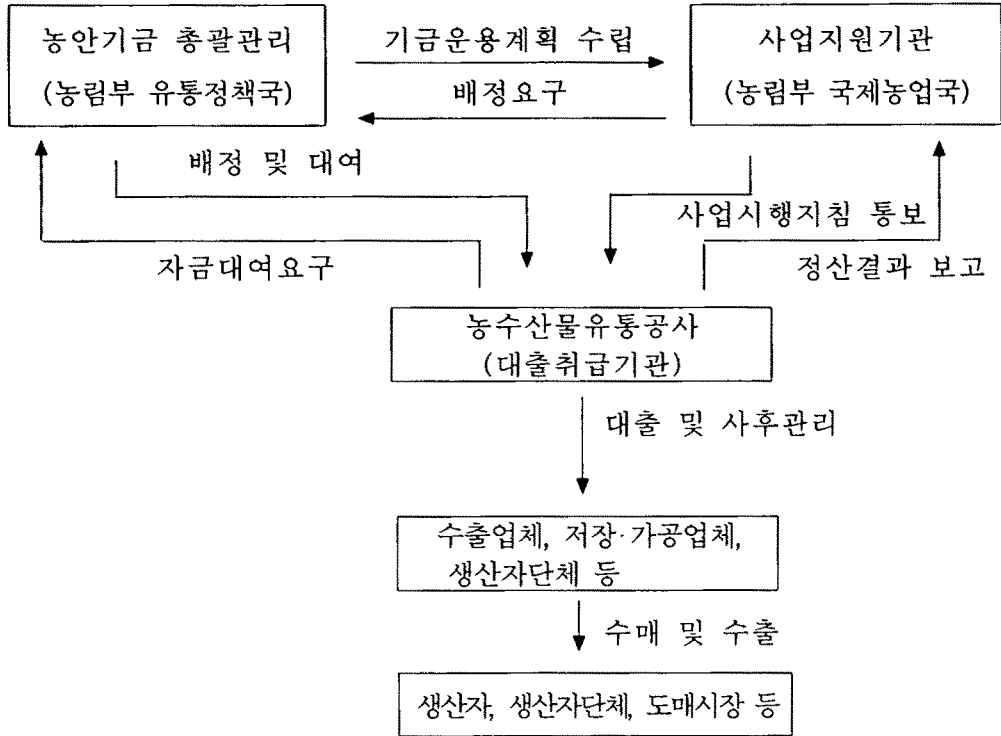 농안기금 총괄관리
(농림부 유통정책국)
기금운용계획 수립
배정요구
사업지원기관
(농림부 국제농업국)
배정 및 대여
사업시행지침 통보
자금대여요구
정산결과 보고
농수산물유통공사
(대출취급기관)
대출 및 사후관리
수출업체, 저장·가공업체,
생산자단체 등
수매 및 수출
생산자, 생산자단체, 도매시장 등